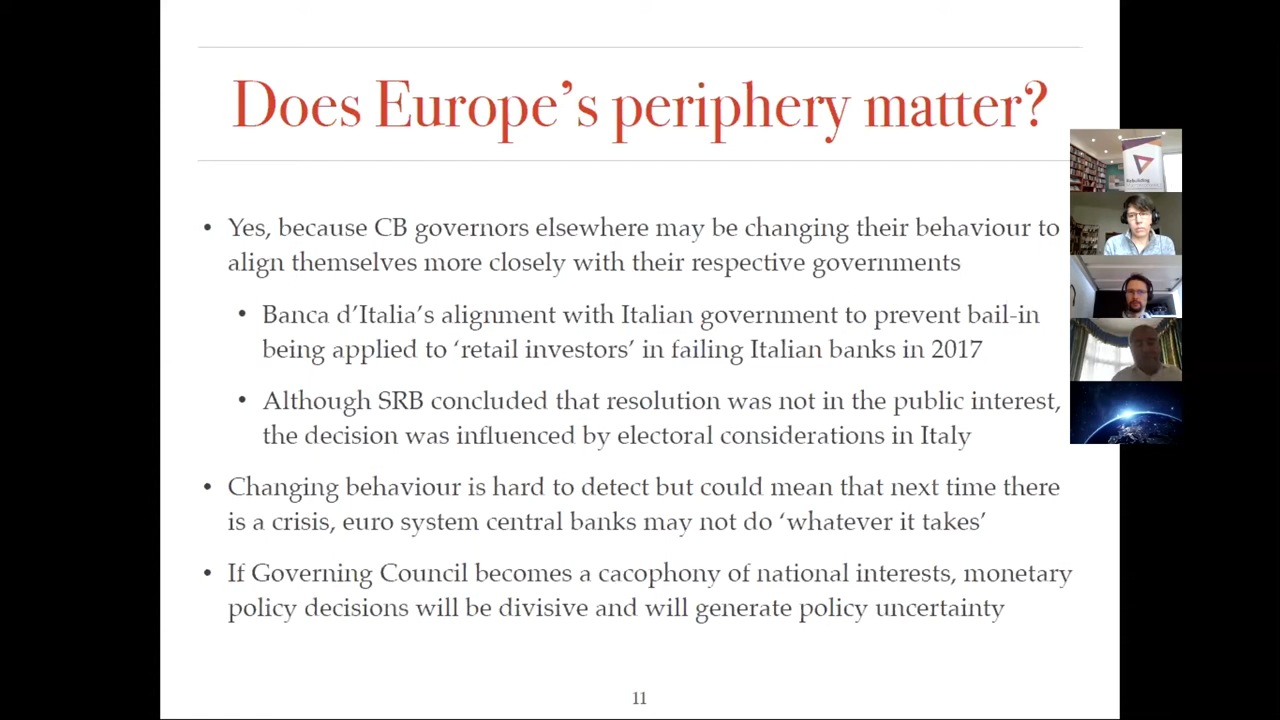 Does Europe’s periphery matter?
• Yes, because CB governors elsewhere may be changing their behaviour to
align themselves more closely with their respective governments
• Banca d’Italia’s alignment with Italian government to prevent bail-in
being applied to ‘retail investors’ in failing Italian banks in 2017
• Although SRB concluded that resolution was not in the public interest,
the decision was influenced by electoral considerations in Italy
• Changing behaviour is hard to detect but could mean that next time there
is a crisis, euro system central banks may not do ‘whatever it takes’
• If Governing Council becomes a cacophony of national interests, monetary
policy decisions will be divisive and will generate policy uncertainty
11
Rebuilding